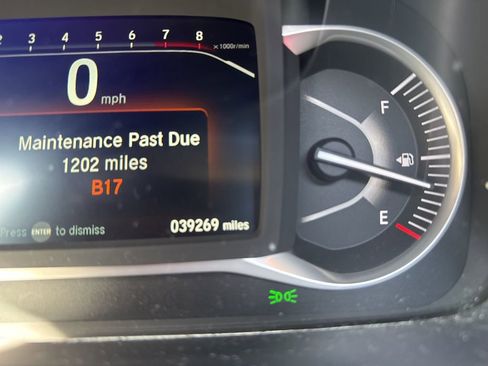 2 3 4 5 6 7 8 ×1000r/min
0
mph
Maintenance Past Due
1202 miles
B17
Press ENTER to dismiss
039269 miles
F
E